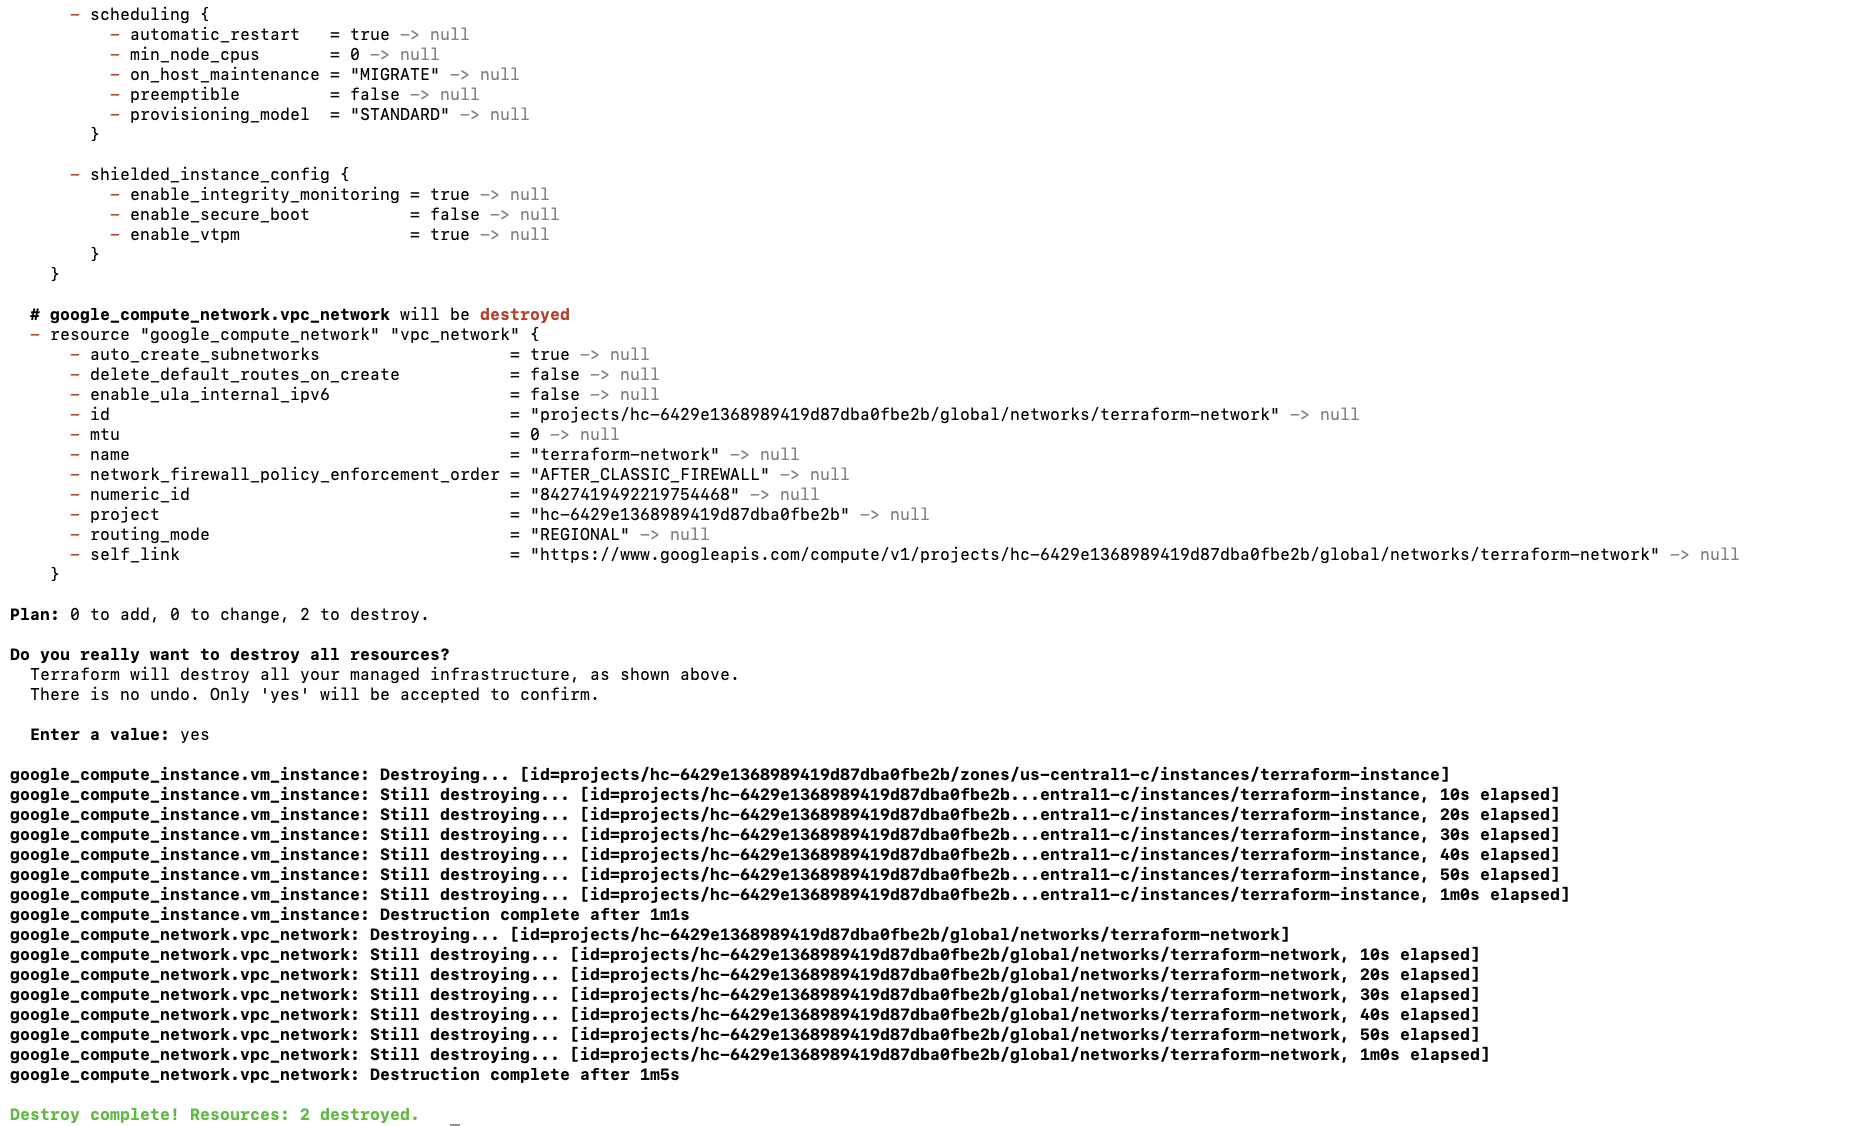 - scheduling {
- automatic_restart   = true -> null
- min_node_cpus       = 0 -> null
- on_host_maintenance = "MIGRATE" -> null
- preemptible         = false -> null
- provisioning_model  = "STANDARD" -> null
}
- shielded_instance_config {
- enable_integrity_monitoring = true -> null
- enable_secure_boot          = false -> null
- enable_vtpm                 = true -> null
}
}
# google_compute_network.vpc_network will be destroyed
- resource "google_compute_network" "vpc_network" {
- auto_create_subnetworks                   = true -> null
- delete_default_routes_on_create           = false -> null
- enable_ula_internal_ipv6                  = false -> null
- id                                        = "projects/hc-6429e1368989419d87dba0fbe2b/global/networks/terraform-network" -> null
- mtu                                       = 0 -> null
- name                                      = "terraform-network" -> null
- network_firewall_policy_enforcement_order = "AFTER_CLASSIC_FIREWALL" -> null
- numeric_id                                = "8427419492219754468" -> null
- project                                   = "hc-6429e1368989419d87dba0fbe2b" -> null
- routing_mode                              = "REGIONAL" -> null
- self_link                                 = "https://www.googleapis.com/compute/v1/projects/hc-6429e1368989419d87dba0fbe2b/global/networks/terraform-network" -> null
}
Plan: 0 to add, 0 to change, 2 to destroy.
Do you really want to destroy all resources?
Terraform will destroy all your managed infrastructure, as shown above.
There is no undo. Only 'yes' will be accepted to confirm.
Enter a value: yes
google_compute_instance.vm_instance: Destroying... [id=projects/hc-6429e1368989419d87dba0fbe2b/zones/us-central1-c/instances/terraform-instance]
google_compute_instance.vm_instance: Still destroying... [id=projects/hc-6429e1368989419d87dba0fbe2b...entral1-c/instances/terraform-instance, 10s elapsed]
google_compute_instance.vm_instance: Still destroying... [id=projects/hc-6429e1368989419d87dba0fbe2b...entral1-c/instances/terraform-instance, 20s elapsed]
google_compute_instance.vm_instance: Still destroying... [id=projects/hc-6429e1368989419d87dba0fbe2b...entral1-c/instances/terraform-instance, 30s elapsed]
google_compute_instance.vm_instance: Still destroying... [id=projects/hc-6429e1368989419d87dba0fbe2b...entral1-c/instances/terraform-instance, 40s elapsed]
google_compute_instance.vm_instance: Still destroying... [id=projects/hc-6429e1368989419d87dba0fbe2b...entral1-c/instances/terraform-instance, 50s elapsed]
google_compute_instance.vm_instance: Still destroying... [id=projects/hc-6429e1368989419d87dba0fbe2b...entral1-c/instances/terraform-instance, 1m0s elapsed]
google_compute_instance.vm_instance: Destruction complete after 1m1s
google_compute_network.vpc_network: Destroying... [id=projects/hc-6429e1368989419d87dba0fbe2b/global/networks/terraform-network]
google_compute_network.vpc_network: Still destroying... [id=projects/hc-6429e1368989419d87dba0fbe2b/global/networks/terraform-network, 10s elapsed]
google_compute_network.vpc_network: Still destroying... [id=projects/hc-6429e1368989419d87dba0fbe2b/global/networks/terraform-network, 20s elapsed]
google_compute_network.vpc_network: Still destroying... [id=projects/hc-6429e1368989419d87dba0fbe2b/global/networks/terraform-network, 30s elapsed]
google_compute_network.vpc_network: Still destroying... [id=projects/hc-6429e1368989419d87dba0fbe2b/global/networks/terraform-network, 40s elapsed]
google_compute_network.vpc_network: Still destroying... [id=projects/hc-6429e1368989419d87dba0fbe2b/global/networks/terraform-network, 50s elapsed]
google_compute_network.vpc_network: Still destroying... [id=projects/hc-6429e1368989419d87dba0fbe2b/global/networks/terraform-network, 1m0s elapsed]
google_compute_network.vpc_network: Destruction complete after 1m5s
Destroy complete! Resources: 2 destroyed.